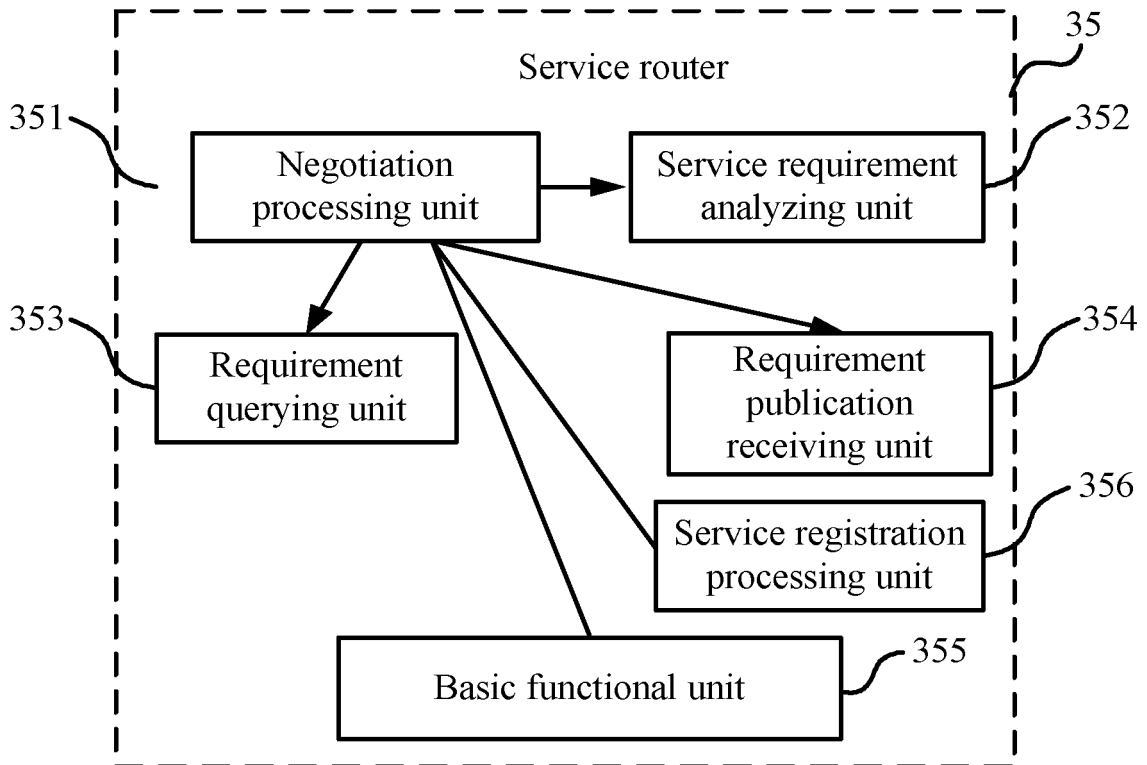 35
Service router
351
Negotiation
processing unit
352
Service requirement
analyzing unit
353
Requirement
querying unit
354
Requirement
publication
receiving unit
356
Service registration
processing unit
355
Basic functional unit